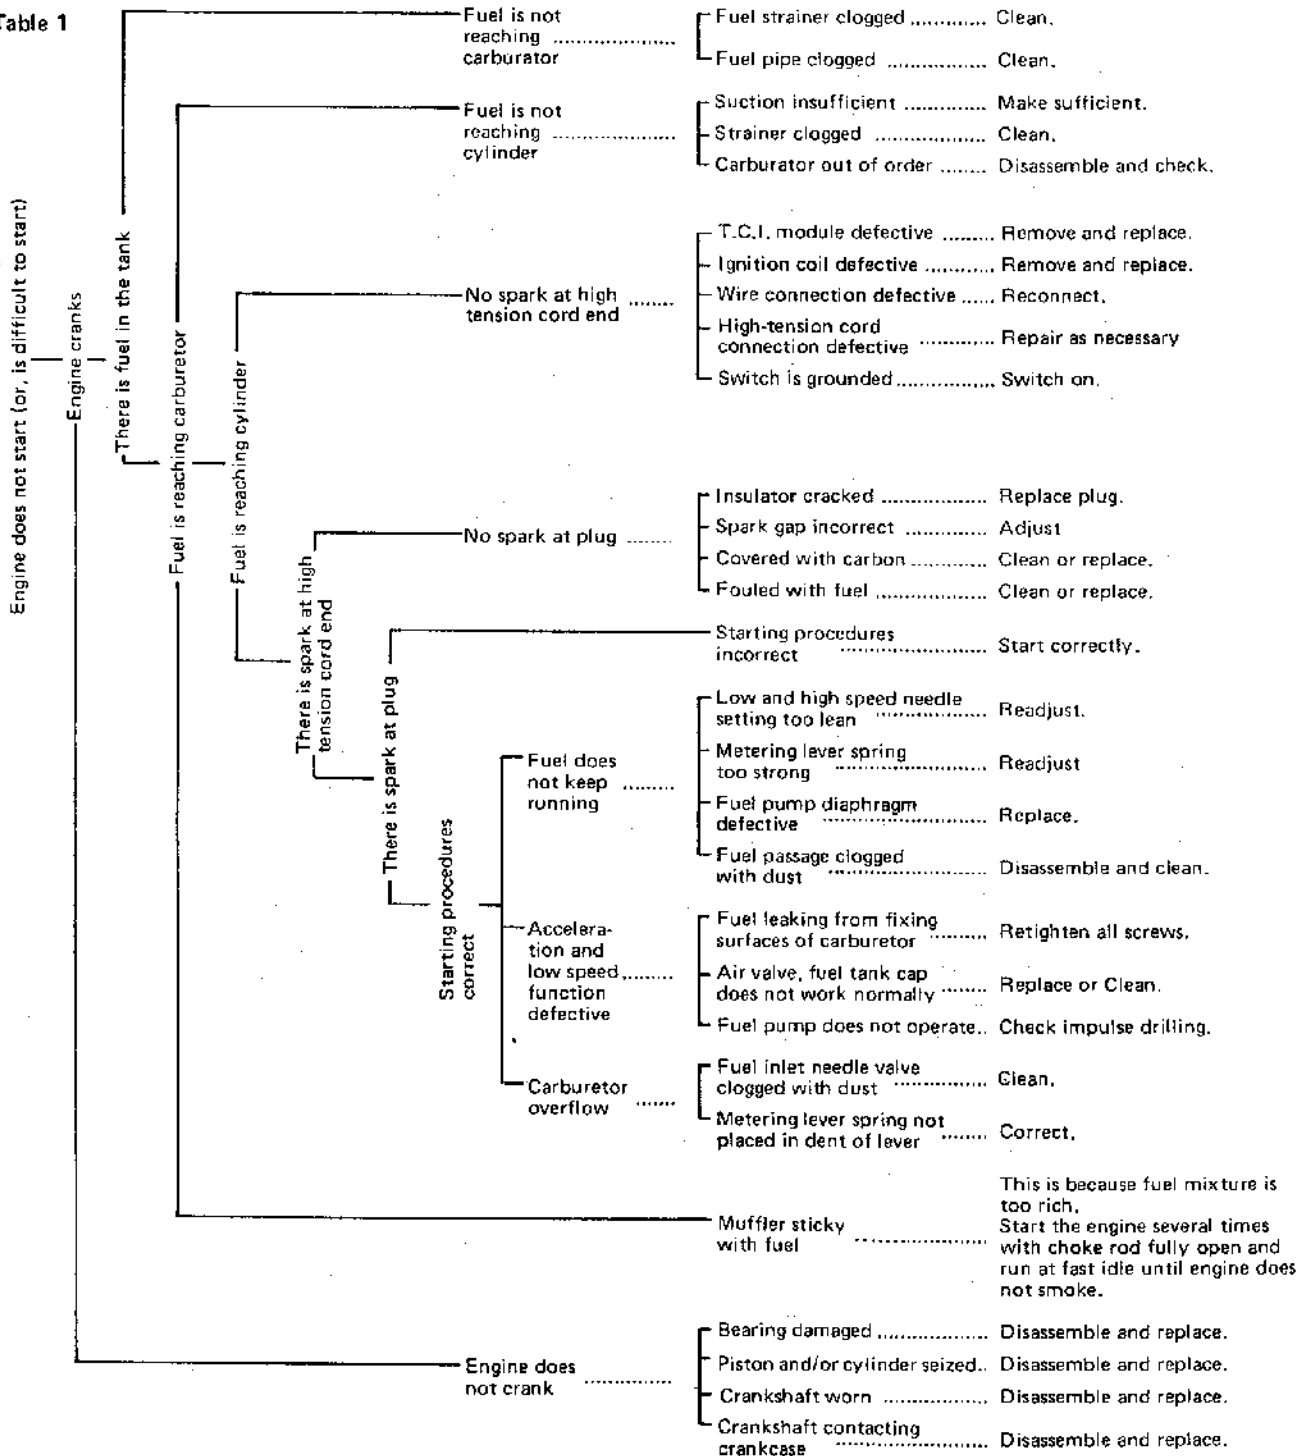 Table 1
Engine does not start (or, is difficult to start)
Engine cranks
There is fuel in the tank
Fuel is reaching carburetor
Fuel is reaching cylinder
There is spark at high
tension cord end
There is spark at plug
Starting procedures
correct
Fuel is not
reaching ....................
carburator
Fuel strainer clogged ............. Clean.
Fuel pipe clogged ................ Clean.
Fuel is not
reaching ....................
cylinder
Suction insufficient .............. Make sufficient.
Strainer clogged .................. Clean.
Carburator out of order ........ Disassemble and check.
No spark at high ........
tension cord end
T.C.I. module defective ......... Remove and replace.
Ignition coil defective ............ Remove and replace.
Wire connection defective ...... Reconnect.
High-tension cord
connection defective ............. Repair as necessary
Switch is grounded ................ Switch on.
No spark at plug ........
Insulator cracked .................. Replace plug.
Spark gap incorrect ............... Adjust
Covered with carbon ............. Clean or replace.
Fouled with fuel ................... Clean or replace.
Starting procedures
incorrect ........................ Start correctly.
Fuel does
not keep .........
running
Low and high speed needle
setting too lean ................... Readjust.
Metering lever spring
too strong .......................... Readjust
Fuel pump diaphragm
defective ............................ Replace.
Fuel passage clogged
with dust ........................... Disassemble and clean.
Accelera-
tion and
low speed.........
function
defective
Fuel leaking from fixing
surfaces of carburetor ......... Retighten all screws.
Air valve, fuel tank cap
does not work normally ........ Replace or Clean.
Fuel pump does not operate.. Check impulse drilling.
Carburetor
overflow .......
Fuel inlet needle valve
clogged with dust ................ Clean.
Metering lever spring not
placed in dent of lever ........ Correct.
Muffler sticky
with fuel .......................
This is because fuel mixture is
too rich.
Start the engine several times
with choke rod fully open and
run at fast idle until engine does
not smoke.
Engine does
not crank ...............
Bearing damaged ................... Disassemble and replace.
Piston and/or cylinder seized.. Disassemble and replace.
Crankshaft worn .................. Disassemble and replace.
Crankshaft contacting
crankcase ........................... Disassemble and replace.